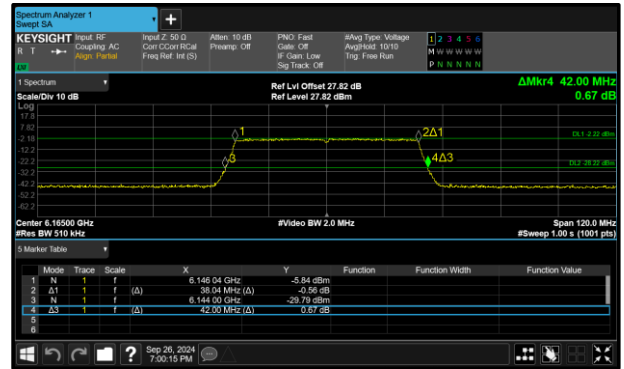 Spectrum Analyzer 1
Swept SA
+
KEYSIGHT
R T
LXI
Input: RF
Coupling: AC
Align: Partial
Input Z: 50 Ω
Corr CCorr RCal
Freq Ref: Int (S)
Atten: 10 dB
Preamp: Off
PNO: Fast
Gate: Off
IF Gain: Low
Sig Track: Off
#Avg Type: Voltage
Avg|Hold: 10/10
Trig: Free Run
1 2 3 4 5 6
M W W W W W
P N N N N N
1 Spectrum
Scale/Div 10 dB
Ref Lvl Offset 27.82 dB
Ref Level 27.82 dBm
ΔMkr4 42.00 MHz
0.67 dB
Log
17.8
7.82
-2.18
-12.2
-22.2
-32.2
-42.2
-52.2
-62.2
1
2Δ1
3
4Δ3
DL1 -2.22 dBm
DL2 -28.22 dBm
Center 6.16500 GHz
#Res BW 510 kHz
#Video BW 2.0 MHz
Span 120.0 MHz
#Sweep 1.00 s (1001 pts)
5 Marker Table
Mode Trace Scale X Y Function Function Width Function Value
1 N 1 f 6.146 04 GHz -5.84 dBm
2 Δ1 1 f (Δ) 38.04 MHz (Δ) -0.56 dB
3 N 1 f 6.144 00 GHz -29.79 dBm
4 Δ3 1 f (Δ) 42.00 MHz (Δ) 0.67 dB
5
6
?
Sep 26, 2024
7:00:15 PM